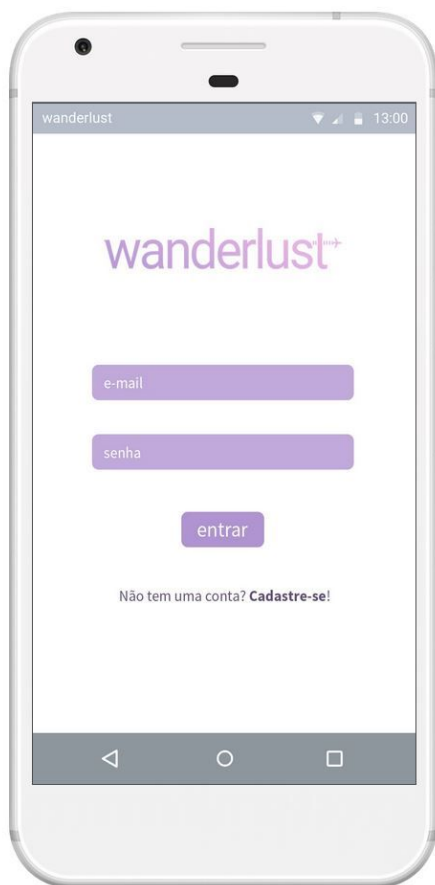 wanderlust
13:00
wanderlust
e-mail
senha
entrar
Não tem uma conta? Cadastre-se!